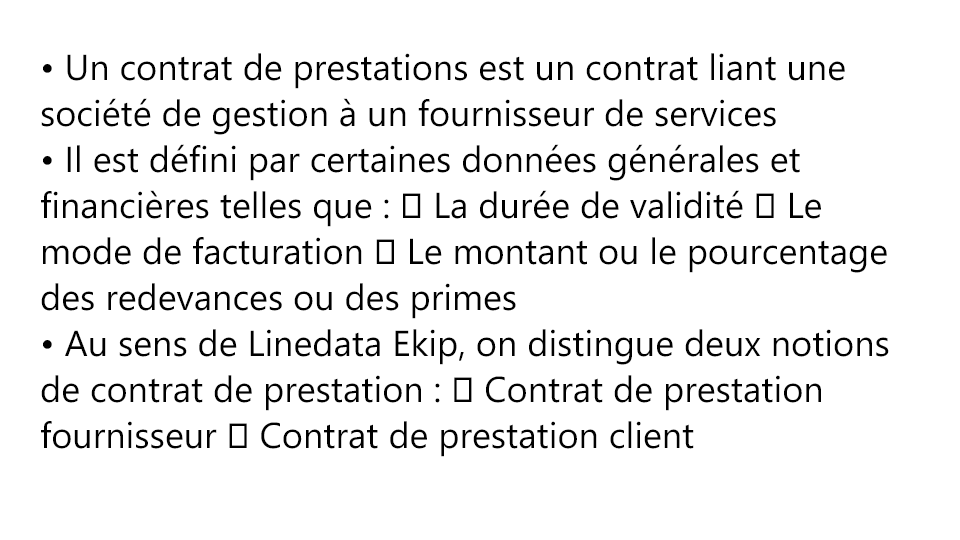 • Un contrat de prestations est un contrat liant une
société de gestion à un fournisseur de services
• Il est défini par certaines données générales et
financières telles que : 􀂃 La durée de validité 􀂃 Le
mode de facturation 􀂃 Le montant ou le pourcentage
des redevances ou des primes
• Au sens de Linedata Ekip, on distingue deux notions
de contrat de prestation : 􀂃 Contrat de prestation
fournisseur 􀂃 Contrat de prestation client